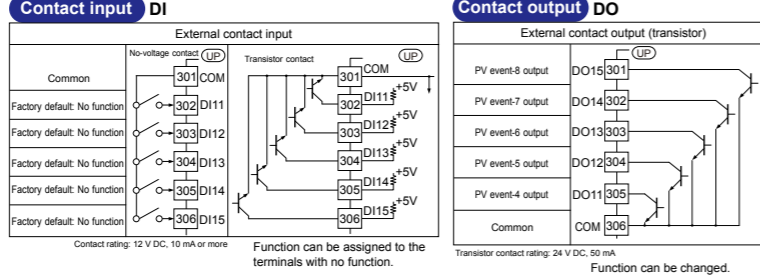 Contact input DI
External contact input
No-voltage contact UP
Transistor contact UP
Common 301 COM
301 COM
Factory default: No function 302 DI11
302 DI11 +5V
Factory default: No function 303 DI12
303 DI12 +5V
Factory default: No function 304 DI13
304 DI13 +5V
Factory default: No function 305 DI14
305 DI14 +5V
Factory default: No function 306 DI15
306 DI15 +5V
Contact rating: 12 V DC, 10 mA or more
Function can be assigned to the
terminals with no function.
Contact output DO
External contact output (transistor)
UP
PV event-8 output DO15 301
PV event-7 output DO14 302
PV event-6 output DO13 303
PV event-5 output DO12 304
PV event-4 output DO11 305
Common COM 306
Transistor contact rating: 24 V DC, 50 mA
Function can be changed.